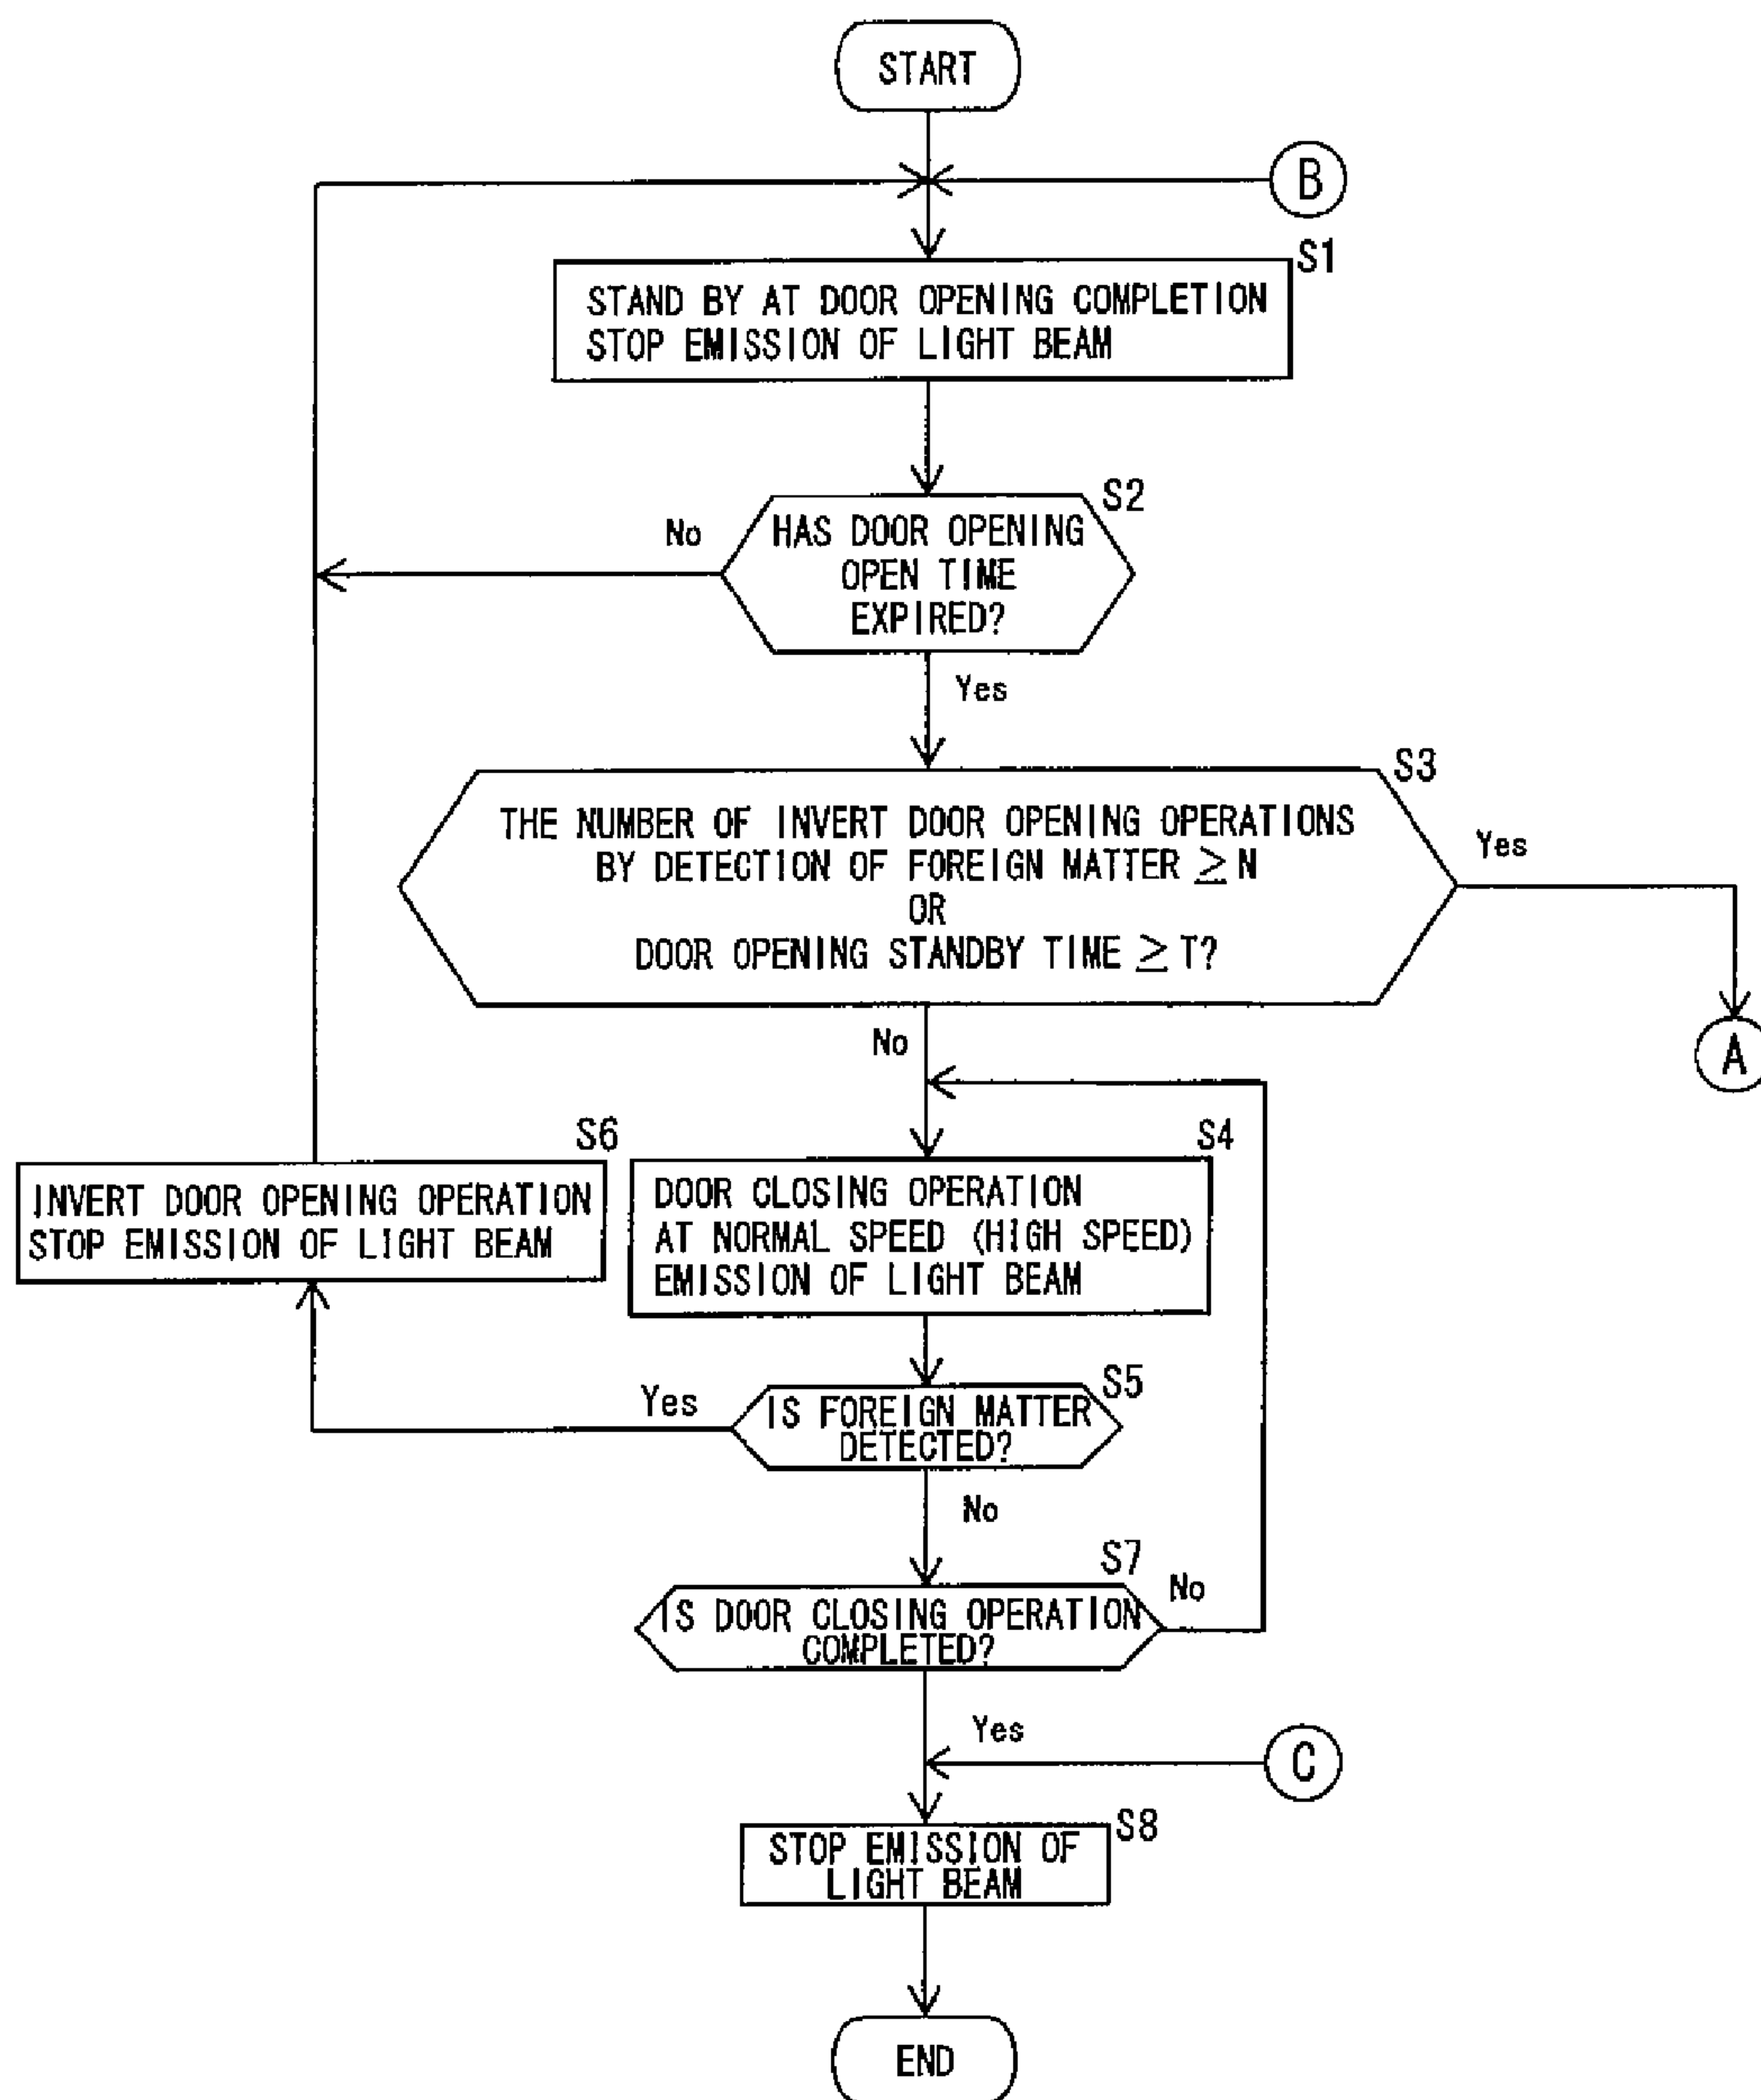 START
B
S1
STAND BY AT DOOR OPENING COMPLETION
STOP EMISSION OF LIGHT BEAM
S2
No
HAS DOOR OPENING
OPEN TIME
EXPIRED?
Yes
S3
THE NUMBER OF INVERT DOOR OPENING OPERATIONS
BY DETECTION OF FOREIGN MATTER ≥ N
OR
DOOR OPENING STANDBY TIME ≥ T?
Yes
No
A
S6
INVERT DOOR OPENING OPERATION
STOP EMISSION OF LIGHT BEAM
S4
DOOR CLOSING OPERATION
AT NORMAL SPEED (HIGH SPEED)
EMISSION OF LIGHT BEAM
S5
Yes
IS FOREIGN MATTER
DETECTED?
No
S7
No
IS DOOR CLOSING OPERATION
COMPLETED?
Yes
C
S8
STOP EMISSION OF
LIGHT BEAM
END